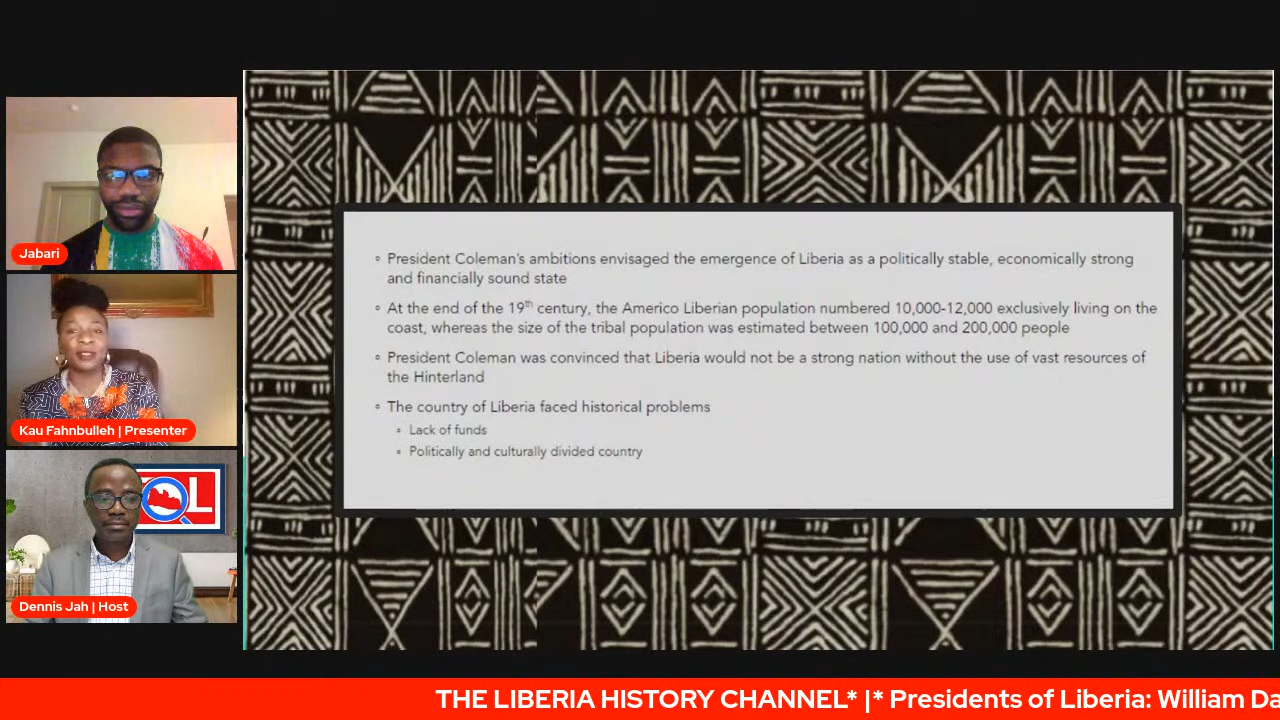 Jabari
Kau Fahnbulleh | Presenter
Dennis Jah | Host
◦ President Coleman's ambitions envisaged the emergence of Liberia as a politically stable, economically strong
and financially sound state
◦ At the end of the 19th century, the Americo Liberian population numbered 10,000-12,000 exclusively living on the
coast, whereas the size of the tribal population was estimated between 100,000 and 200,000 people
◦ President Coleman was convinced that Liberia would not be a strong nation without the use of vast resources of
the Hinterland
◦ The country of Liberia faced historical problems
◦ Lack of funds
◦ Politically and culturally divided country
THE LIBERIA HISTORY CHANNEL* |* Presidents of Liberia: William Da